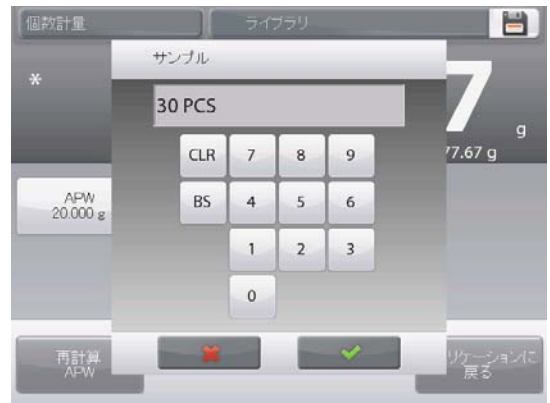 個数計量
ライブラリ
サンプル
*
30 PCS
7
g
77.67 g
CLR 7 8 9
APW
20.000 g
BS 4 5 6
1 2 3
0
再計算
APW
リケーションに
戻る